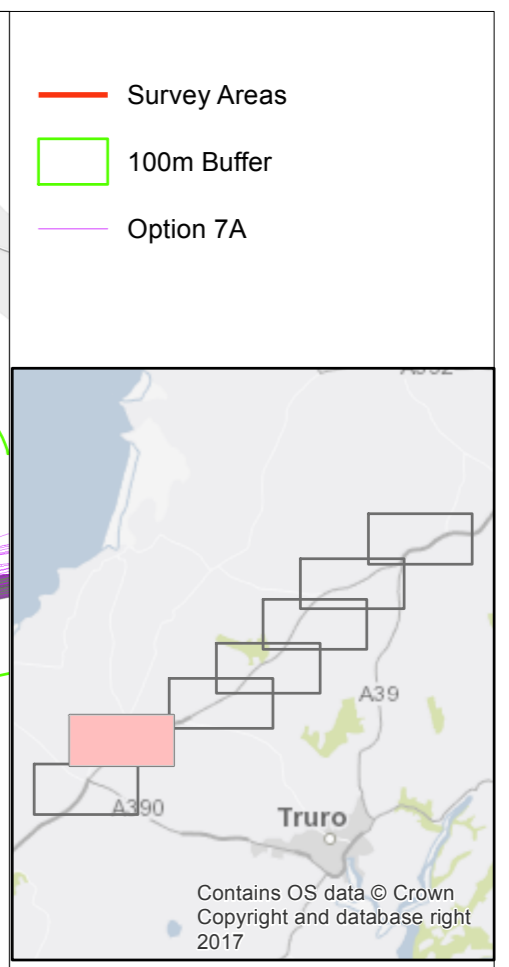 Survey Areas
100m Buffer
Option 7A
A39
A390
Truro
Contains OS data © Crown
Copyright and database right
2017